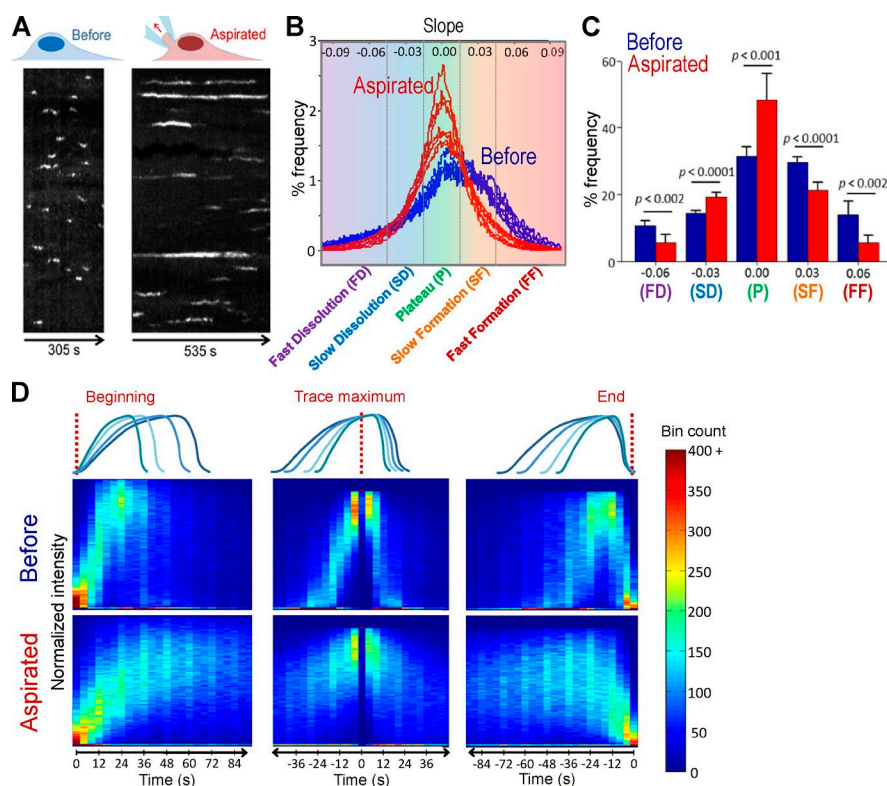 A
Before
Aspirated
305 s
535 s
B
Slope
-0.09 -0.06 -0.03 0.00 0.03 0.06 0.09
3
2
1
0
% frequency
Aspirated
Before
Fast Dissolution (FD)
Slow Dissolution (SD)
Plateau (P)
Slow Formation (SF)
Fast Formation (FF)
C
Before
Aspirated
60
40
20
0
% frequency
p < 0.002
p < 0.0001
p < 0.001
p < 0.0001
p < 0.002
-0.06 -0.03 0.00 0.03 0.06
(FD) (SD) (P) (SF) (FF)
D
Beginning
Trace maximum
End
Before
Aspirated
Normalized intensity
0 12 24 36 48 60 72 84
Time (s)
-36 -24 -12 0 12 24 36
Time (s)
-84 -72 -60 -48 -36 -24 -12 0
Time (s)
Bin count
400 +
350
300
250
200
150
100
50
0